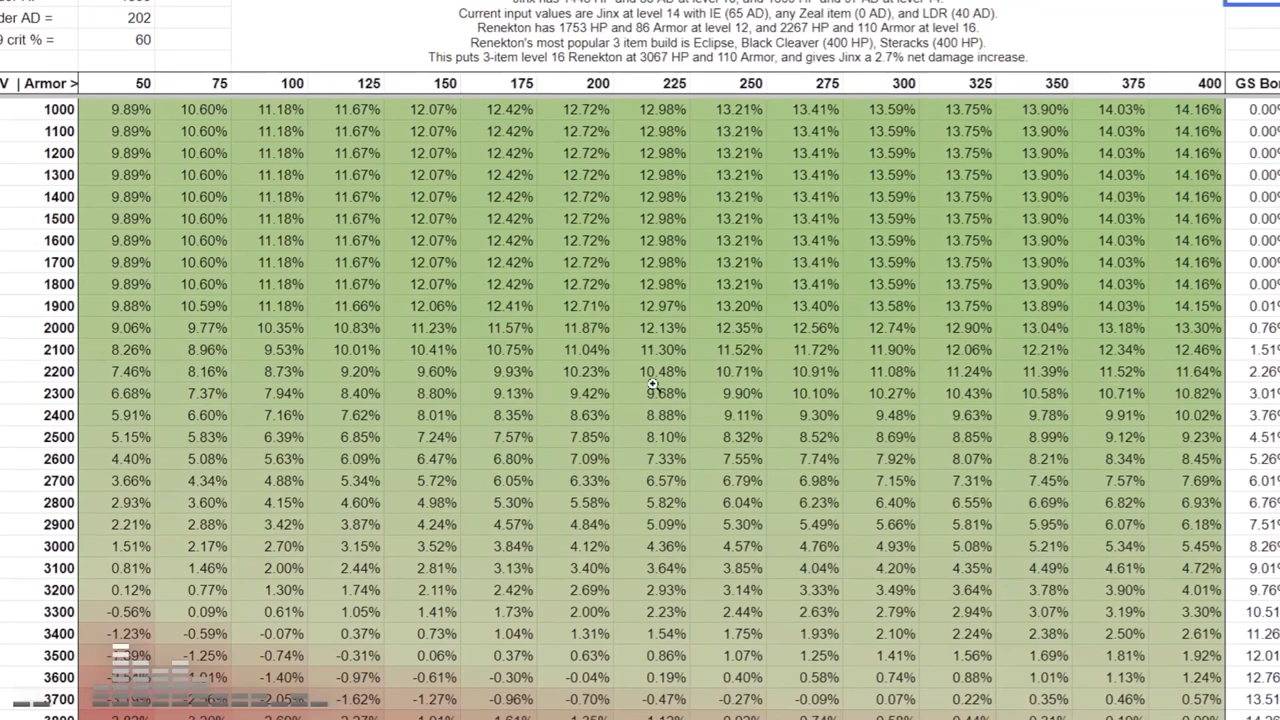 der AD = 202
crit % = 60
Current input values are Jinx at level 14 with IE (65 AD), any Zeal item (0 AD), and LDR (40 AD).
Renekton has 1753 HP and 86 Armor at level 12, and 2267 HP and 110 Armor at level 16.
Renekton's most popular 3 item build is Eclipse, Black Cleaver (400 HP), Steracks (400 HP).
This puts 3-item level 16 Renekton at 3067 HP and 110 Armor, and gives Jinx a 2.7% net damage increase.
V | Armor > 50 75 100 125 150 175 200 225 250 275 300 325 350 375 400 GS Bo
1000 9.89% 10.60% 11.18% 11.67% 12.07% 12.42% 12.72% 12.98% 13.21% 13.41% 13.59% 13.75% 13.90% 14.03% 14.16% 0.00%
1100 9.89% 10.60% 11.18% 11.67% 12.07% 12.42% 12.72% 12.98% 13.21% 13.41% 13.59% 13.75% 13.90% 14.03% 14.16% 0.00%
1200 9.89% 10.60% 11.18% 11.67% 12.07% 12.42% 12.72% 12.98% 13.21% 13.41% 13.59% 13.75% 13.90% 14.03% 14.16% 0.00%
1300 9.89% 10.60% 11.18% 11.67% 12.07% 12.42% 12.72% 12.98% 13.21% 13.41% 13.59% 13.75% 13.90% 14.03% 14.16% 0.00%
1400 9.89% 10.60% 11.18% 11.67% 12.07% 12.42% 12.72% 12.98% 13.21% 13.41% 13.59% 13.75% 13.90% 14.03% 14.16% 0.00%
1500 9.89% 10.60% 11.18% 11.67% 12.07% 12.42% 12.72% 12.98% 13.21% 13.41% 13.59% 13.75% 13.90% 14.03% 14.16% 0.00%
1600 9.89% 10.60% 11.18% 11.67% 12.07% 12.42% 12.72% 12.98% 13.21% 13.41% 13.59% 13.75% 13.90% 14.03% 14.16% 0.00%
1700 9.89% 10.60% 11.18% 11.67% 12.07% 12.42% 12.72% 12.98% 13.21% 13.41% 13.59% 13.75% 13.90% 14.03% 14.16% 0.00%
1800 9.89% 10.60% 11.18% 11.67% 12.07% 12.42% 12.72% 12.98% 13.21% 13.41% 13.59% 13.75% 13.90% 14.03% 14.16% 0.00%
1900 9.88% 10.59% 11.18% 11.66% 12.06% 12.41% 12.71% 12.97% 13.20% 13.40% 13.58% 13.75% 13.89% 14.03% 14.15% 0.01%
2000 9.06% 9.77% 10.35% 10.83% 11.23% 11.57% 11.87% 12.13% 12.35% 12.56% 12.74% 12.90% 13.04% 13.18% 13.30% 0.76%
2100 8.26% 8.96% 9.53% 10.01% 10.41% 10.75% 11.04% 11.30% 11.52% 11.72% 11.90% 12.06% 12.21% 12.34% 12.46% 1.51%
2200 7.46% 8.16% 8.73% 9.20% 9.60% 9.93% 10.23% 10.48% 10.71% 10.91% 11.08% 11.24% 11.39% 11.52% 11.64% 2.26%
2300 6.68% 7.37% 7.94% 8.40% 8.80% 9.13% 9.42% 9.68% 9.90% 10.10% 10.27% 10.43% 10.58% 10.71% 10.82% 3.01%
2400 5.91% 6.60% 7.16% 7.62% 8.01% 8.35% 8.63% 8.88% 9.11% 9.30% 9.48% 9.63% 9.78% 9.91% 10.02% 3.76%
2500 5.15% 5.83% 6.39% 6.85% 7.24% 7.57% 7.85% 8.10% 8.32% 8.52% 8.69% 8.85% 8.99% 9.12% 9.23% 4.51%
2600 4.40% 5.08% 5.63% 6.09% 6.47% 6.80% 7.09% 7.33% 7.55% 7.74% 7.92% 8.07% 8.21% 8.34% 8.45% 5.26%
2700 3.66% 4.34% 4.88% 5.34% 5.72% 6.05% 6.33% 6.57% 6.79% 6.98% 7.15% 7.31% 7.45% 7.57% 7.69% 6.01%
2800 2.93% 3.60% 4.15% 4.60% 4.98% 5.30% 5.58% 5.82% 6.04% 6.23% 6.40% 6.55% 6.69% 6.82% 6.93% 6.76%
2900 2.21% 2.88% 3.42% 3.87% 4.24% 4.57% 4.84% 5.09% 5.30% 5.49% 5.66% 5.81% 5.95% 6.07% 6.18% 7.51%
3000 1.51% 2.17% 2.70% 3.15% 3.52% 3.84% 4.12% 4.36% 4.57% 4.76% 4.93% 5.08% 5.21% 5.34% 5.45% 8.26%
3100 0.81% 1.46% 2.00% 2.44% 2.81% 3.13% 3.40% 3.64% 3.85% 4.04% 4.20% 4.35% 4.49% 4.61% 4.72% 9.01%
3200 0.12% 0.77% 1.30% 1.74% 2.11% 2.42% 2.69% 2.93% 3.14% 3.33% 3.49% 3.64% 3.78% 3.90% 4.01% 9.76%
3300 -0.56% 0.09% 0.61% 1.05% 1.41% 1.73% 2.00% 2.23% 2.44% 2.63% 2.79% 2.94% 3.07% 3.19% 3.30% 10.51
3400 -1.23% -0.59% -0.07% 0.37% 0.73% 1.04% 1.31% 1.54% 1.75% 1.93% 2.10% 2.24% 2.38% 2.50% 2.61% 11.26
3500 -1.25% -0.74% -0.31% 0.06% 0.37% 0.63% 0.86% 1.07% 1.25% 1.41% 1.56% 1.69% 1.81% 1.92% 12.01
3600 -1.40% -0.97% -0.61% -0.30% -0.04% 0.19% 0.40% 0.58% 0.74% 0.88% 1.01% 1.13% 1.24% 12.76
3700 -2.05% -1.62% -1.27% -0.96% -0.70% -0.47% -0.27% -0.09% 0.07% 0.22% 0.35% 0.46% 0.57% 13.51